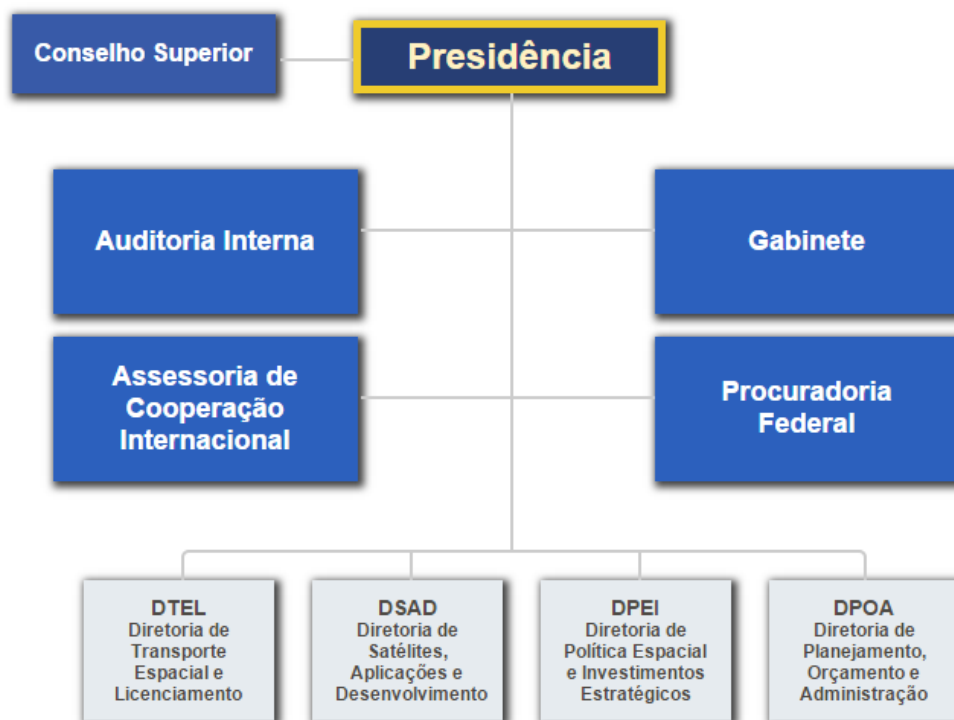 Conselho Superior
Presidência
Auditoria Interna
Gabinete
Assessoria de
Cooperação
Internacional
Procuradoria
Federal
DTEL
Diretoria de
Transporte
Espacial e
Licenciamento
DSAD
Diretoria de
Satélites,
Aplicações e
Desenvolvimento
DPEI
Diretoria de
Política Espacial
e Investimentos
Estratégicos
DPOA
Diretoria de
Planejamento,
Orçamento e
Administração